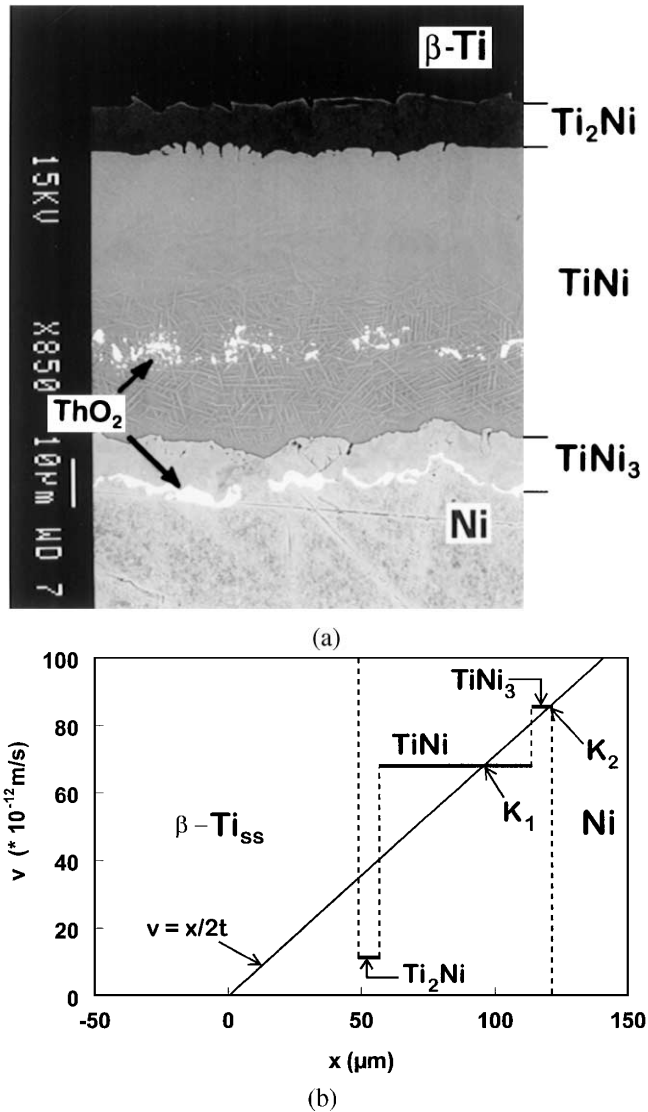 β-Ti
Ti₂Ni
15KV X850 10μm WD 7
TiNi
ThO₂
TiNi₃
Ni
(a)
100
80
60
40
20
0
v (* 10⁻¹²m/s)
TiNi₃
TiNi
K₂
K₁
β-Tiss
Ni
v = x/2t
Ti₂Ni
-50 0 50 100 150
x (μm)
(b)